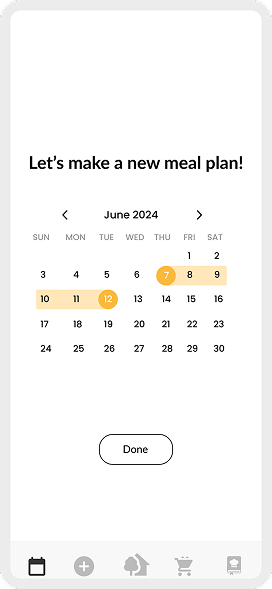 Let's make a new meal plan!
June 2024
SUN MON TUE WED THU FRI SAT
1 2
3 4 5 6 7 8 9
10 11 12 13 14 15 16
17 18 19 20 21 22 23
24 25 26 27 28 29 30
Done